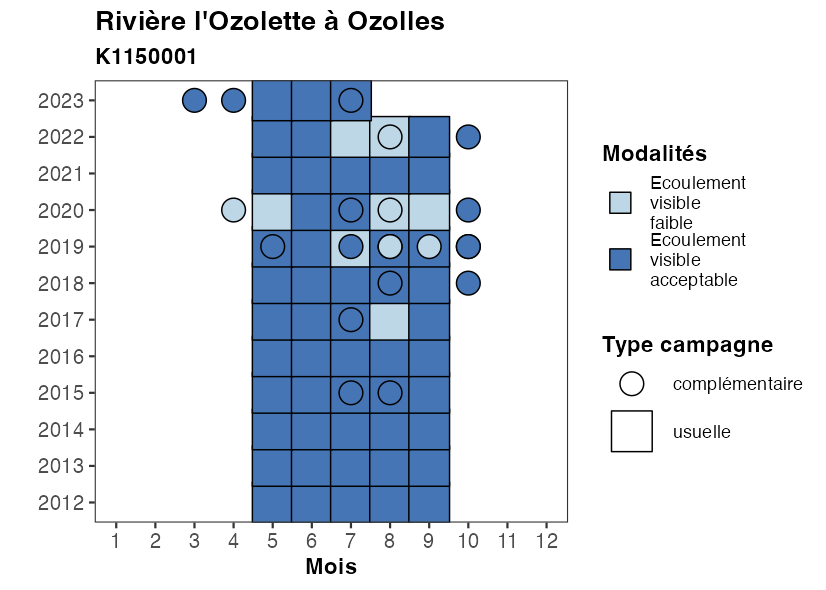 Rivière l'Ozolette à Ozolles
K1150001
2023
2022
2021
2020
2019
2018
2017
2016
2015
2014
2013
2012
1 2 3 4 5 6 7 8 9 10 11 12
Mois
Modalités
Ecoulement
visible
faible
Ecoulement
visible
acceptable
Type campagne
complémentaire
usuelle